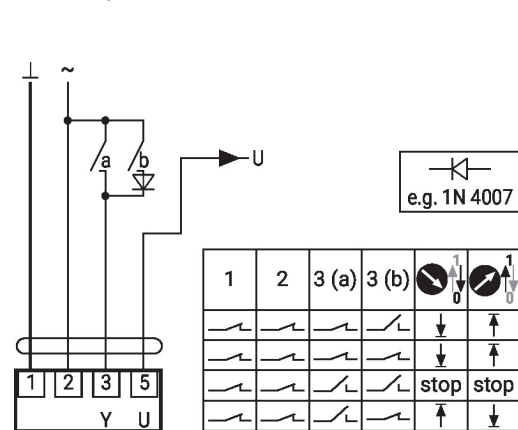 ⊥ ~
a b
U
e.g. 1N 4007
1 2 3 (a) 3 (b) 1 0 1 0
stop stop
1 2 3 5
Y U